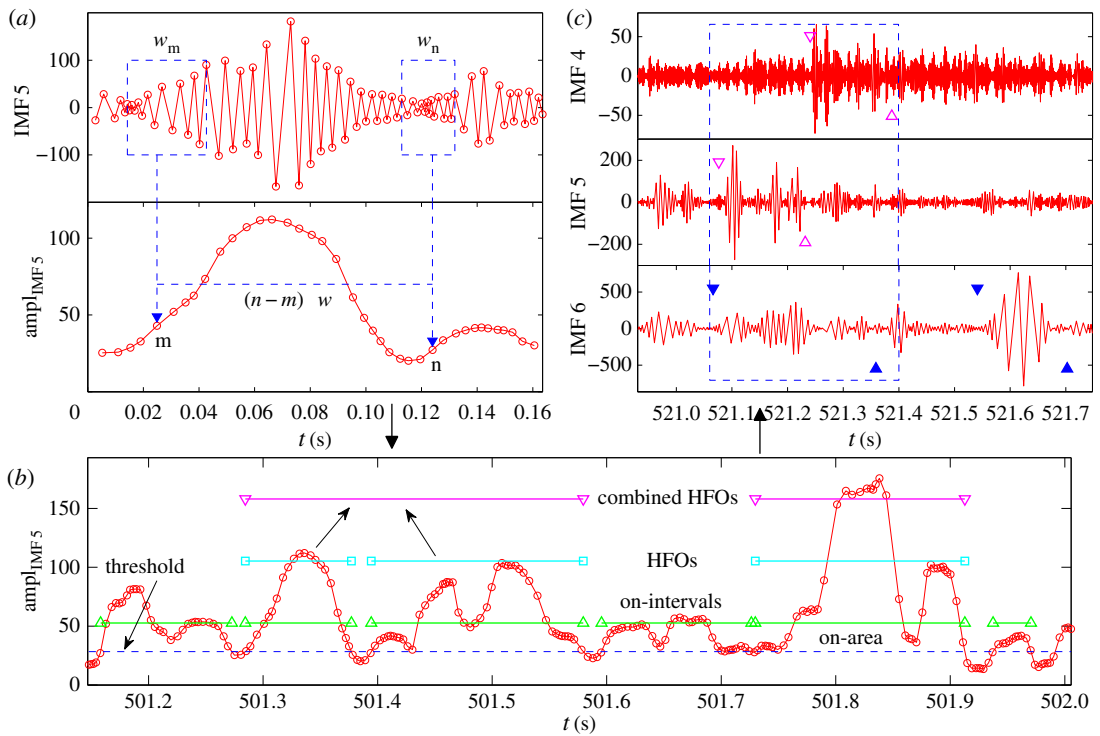 (a)
w_m
w_n
100
0
−100
IMF 5
100
50
ampl_IMF 5
m
n
(n − m) w
0
0.02
0.04
0.06
0.08
0.10
0.12
0.14
0.16
t (s)
(c)
50
0
−50
IMF 4
200
0
−200
IMF 5
500
0
−500
IMF 6
521.0
521.1
521.2
521.3
521.4
521.5
521.6
521.7
t (s)
(b)
150
100
50
0
ampl_IMF 5
threshold
combined HFOs
HFOs
on-intervals
on-area
501.2
501.3
501.4
501.5
501.6
501.7
501.8
501.9
502.0
t (s)